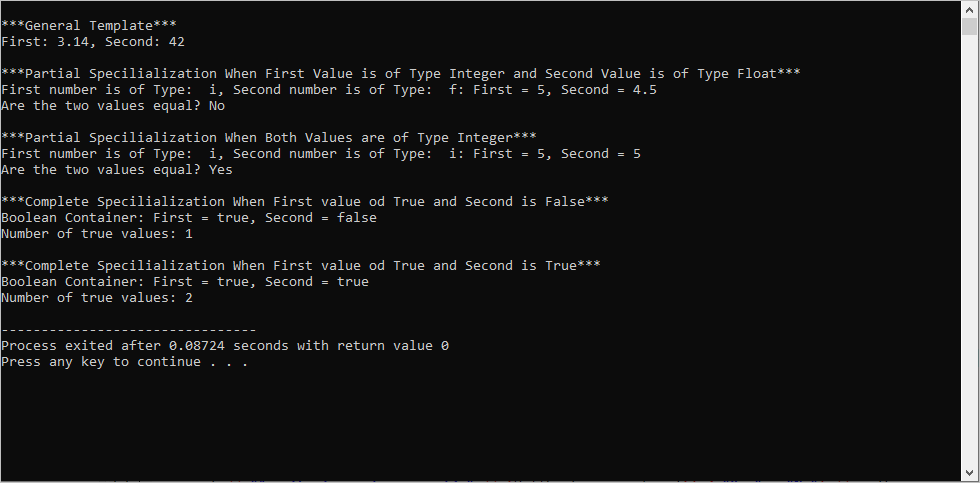 ***General Template***
First: 3.14, Second: 42
***Partial Specilialization When First Value is of Type Integer and Second Value is of Type Float***
First number is of Type:  i, Second number is of Type:  f: First = 5, Second = 4.5
Are the two values equal? No
***Partial Specilialization When Both Values are of Type Integer***
First number is of Type:  i, Second number is of Type:  i: First = 5, Second = 5
Are the two values equal? Yes
***Complete Specilialization When First value od True and Second is False***
Boolean Container: First = true, Second = false
Number of true values: 1
***Complete Specilialization When First value od True and Second is True***
Boolean Container: First = true, Second = true
Number of true values: 2
--------------------------------
Process exited after 0.08724 seconds with return value 0
Press any key to continue . . .